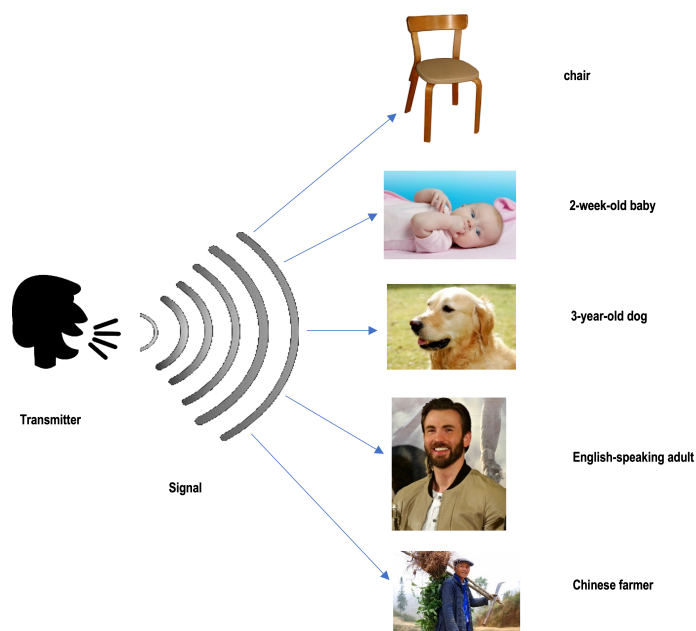 chair
2-week-old baby
3-year-old dog
Transmitter
English-speaking adult
Signal
Chinese farmer